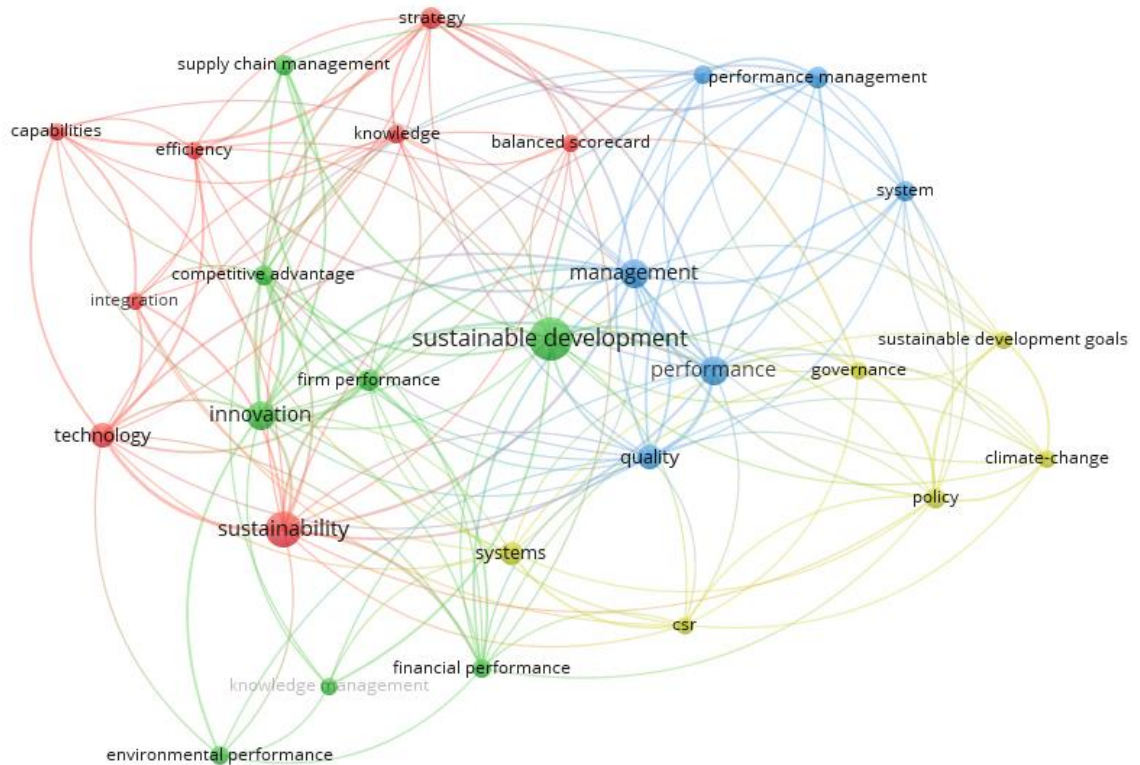 strategy
supply chain management
performance management
capabilities
knowledge
efficiency
balanced scorecard
system
management
competitive advantage
integration
sustainable development
sustainable development goals
performance
governance
firm performance
innovation
technology
quality
climate-change
policy
sustainability
systems
csr
financial performance
knowledge management
environmental performance